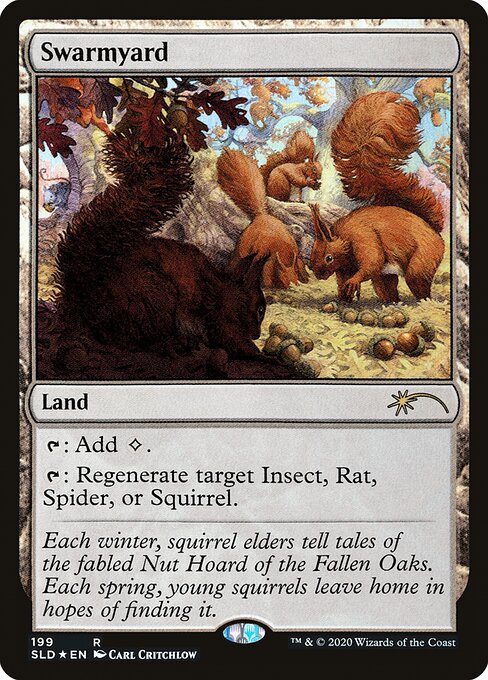 Swarmyard
Land
: Add .
: Regenerate target Insect, Rat,
Spider, or Squirrel.
Each winter, squirrel elders tell tales of
the fabled Nut Hoard of the Fallen Oaks.
Each spring, young squirrels leave home in
hopes of finding it.
199 R
SLD ★ EN Carl Critchlow
™ & © 2020 Wizards of the Coast